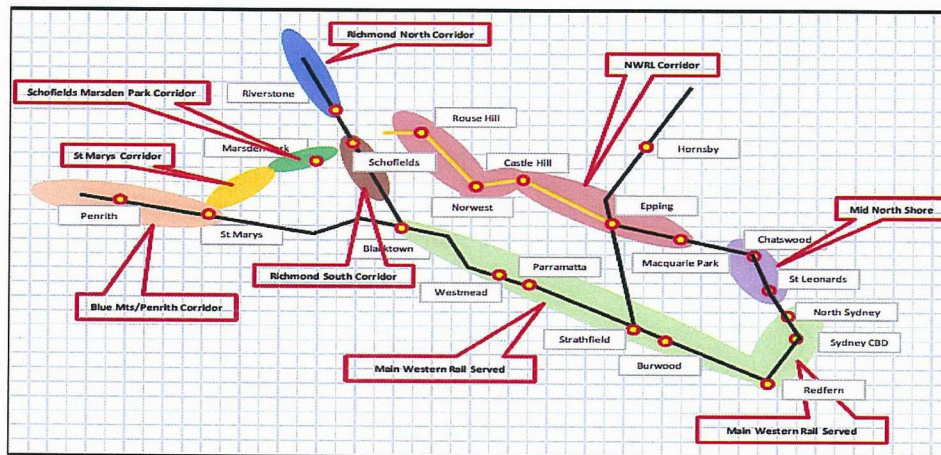 Richmond North Corridor
NWRL Corridor
Schofields Marsden Park Corridor
Riverstone
Rouse Hill
Hornsby
St Marys Corridor
Schofields
Castle Hill
Penrith
St Marys
Norwest
Epping
Mid North Shore
Blacktown
Macquarie Park
Chatswood
Richmond South Corridor
Parramatta
St Leonards
Blue Mts/Penrith Corridor
Westmead
North Sydney
Strathfield
Sydney CBD
Main Western Rail Served
Burwood
Redfern
Main Western Rail Served